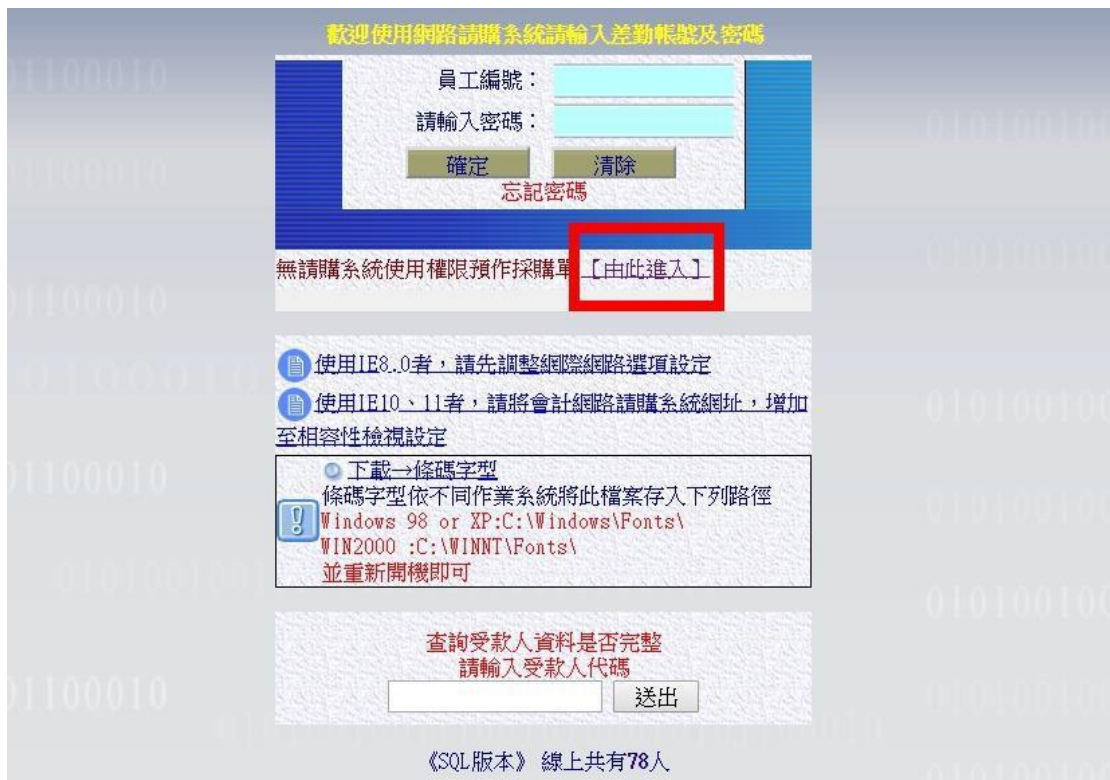 歡迎使用網路請購系統請輸入差勤帳號及密碼
員工編號：
請輸入密碼：
確定 清除
忘記密碼
無請購系統使用權限預作採購單【由此進入】
使用IE8.0者，請先調整網際網路選項設定
使用IE10、11者，請將會計網路請購系統網址，增加
至相容性檢視設定
下載→條碼字型
條碼字型依不同作業系統將此檔案存入下列路徑
Windows 98 or XP:C:\Windows\Fonts\
WIN2000 :C:\WINNT\Fonts\
並重新開機即可
查詢受款人資料是否完整
請輸入受款人代碼
送出
《SQL版本》 線上共有78人